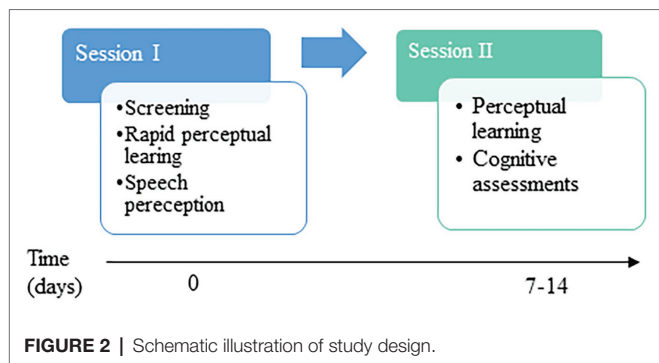 Session I
•Screening
•Rapid perceptual
learing
•Speech
pereception
Session II
• Perceptual
learning
• Cognitive
assessments
Time
(days)
0
7-14
FIGURE 2 | Schematic illustration of study design.